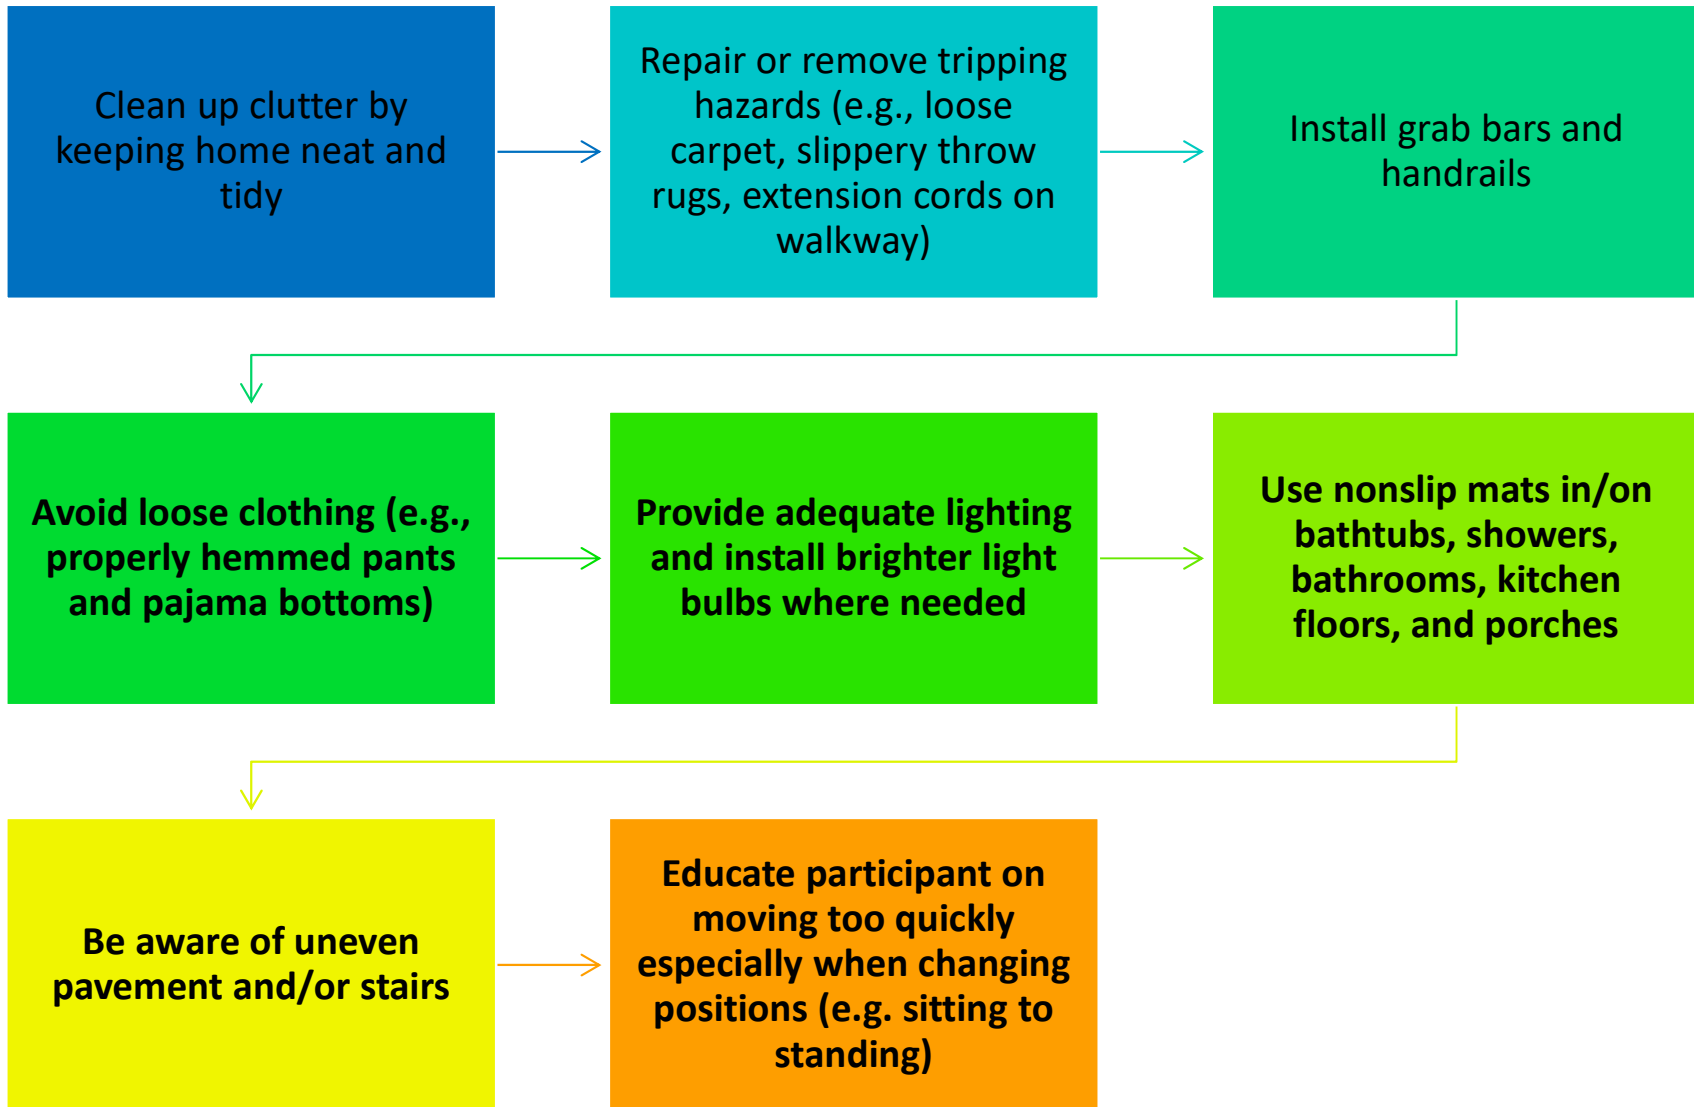 Clean up clutter by
keeping home neat and
tidy
Repair or remove tripping
hazards (e.g., loose
carpet, slippery throw
rugs, extension cords on
walkway)
Install grab bars and
handrails
Avoid loose clothing (e.g.,
properly hemmed pants
and pajama bottoms)
Provide adequate lighting
and install brighter light
bulbs where needed
Use nonslip mats in/on
bathtubs, showers,
bathrooms, kitchen
floors, and porches
Be aware of uneven
pavement and/or stairs
Educate participant on
moving too quickly
especially when changing
positions (e.g. sitting to
standing)